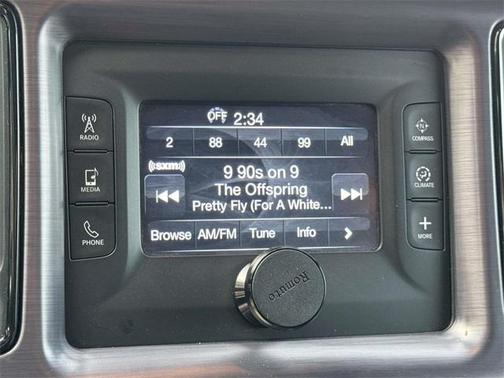 OFF 2:34
2 88 44 99 All
((sxm))
9 90s on 9
The Offspring
Pretty Fly (For A White...
Browse AM/FM Tune Info >
RADIO
MEDIA
PHONE
N
COMPASS
CLIMATE
+
MORE
Romuto